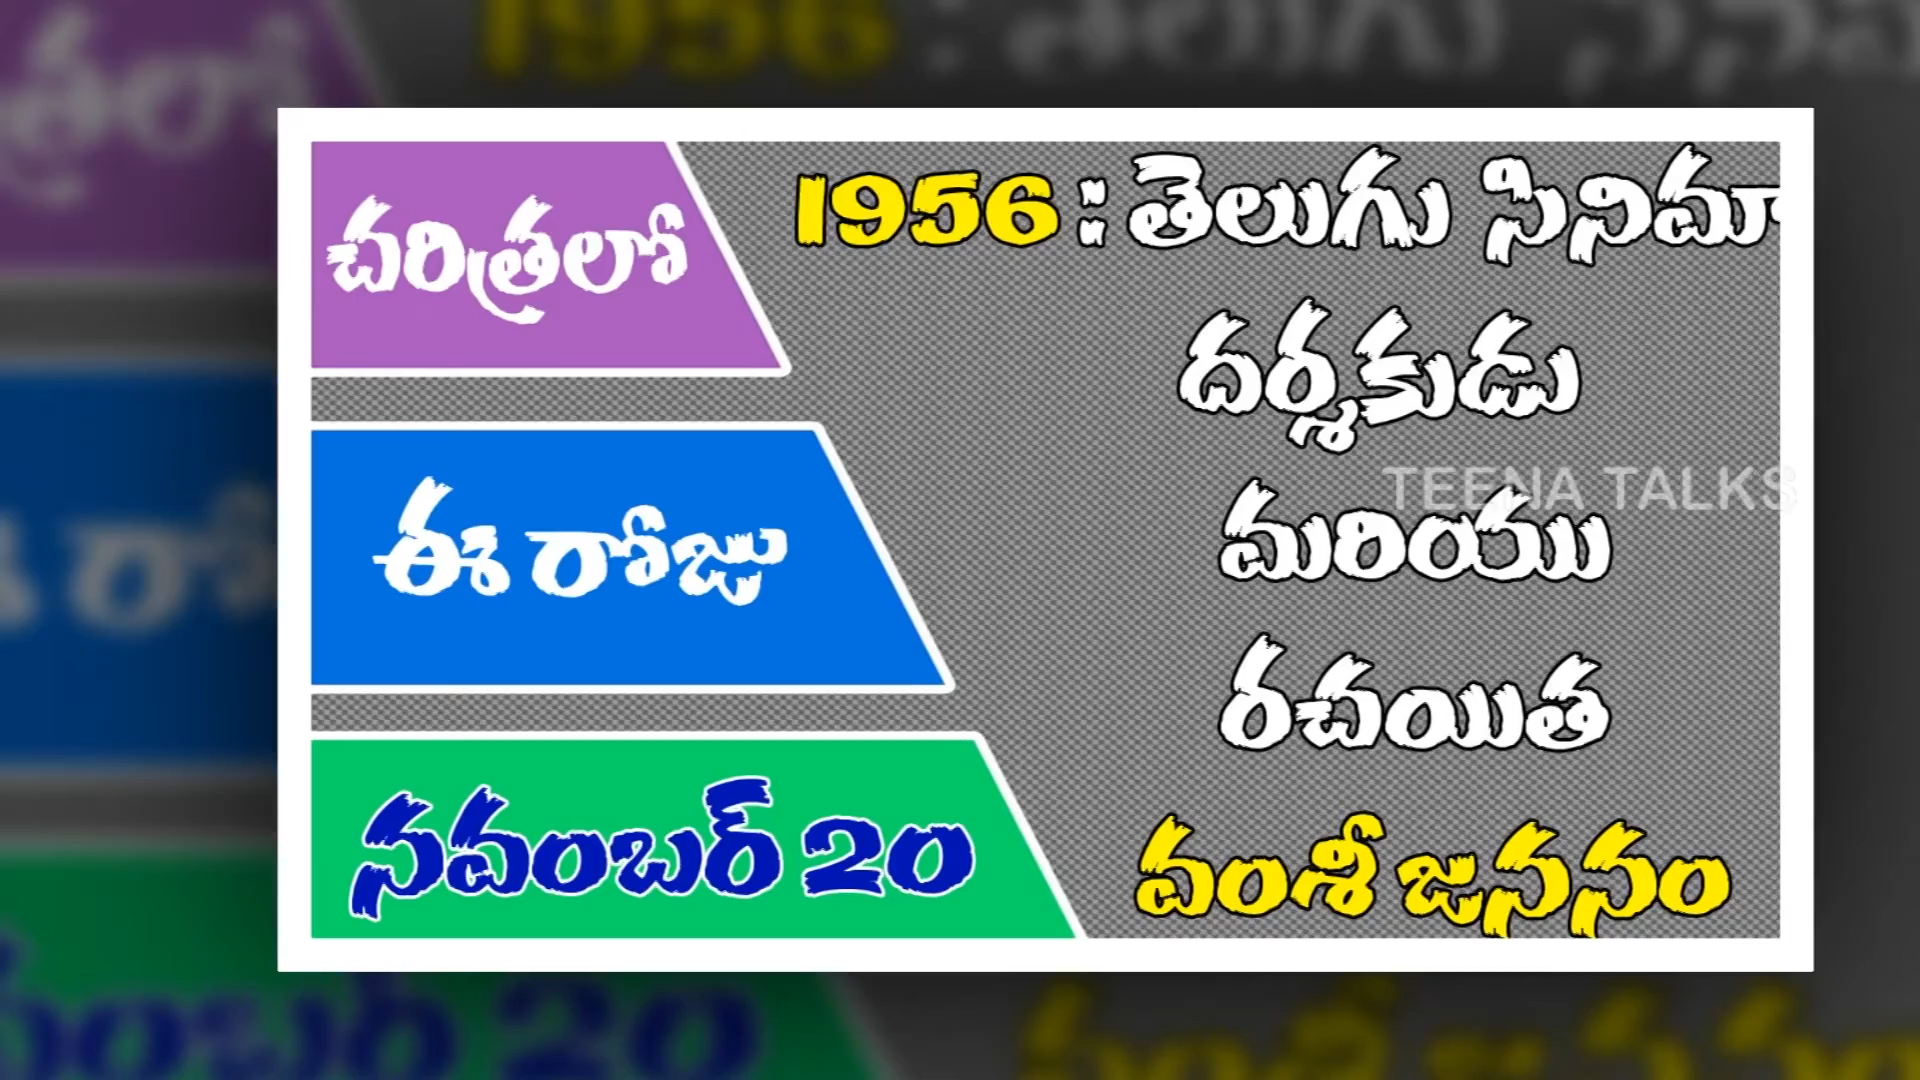 చరిత్రలో
ఈ రోజు
నవంబర్ 20
1956 : తెలుగు సినిమా
దర్శకుడు
మరియు
రచయిత
వంశీ జననం
TEENA TALKS